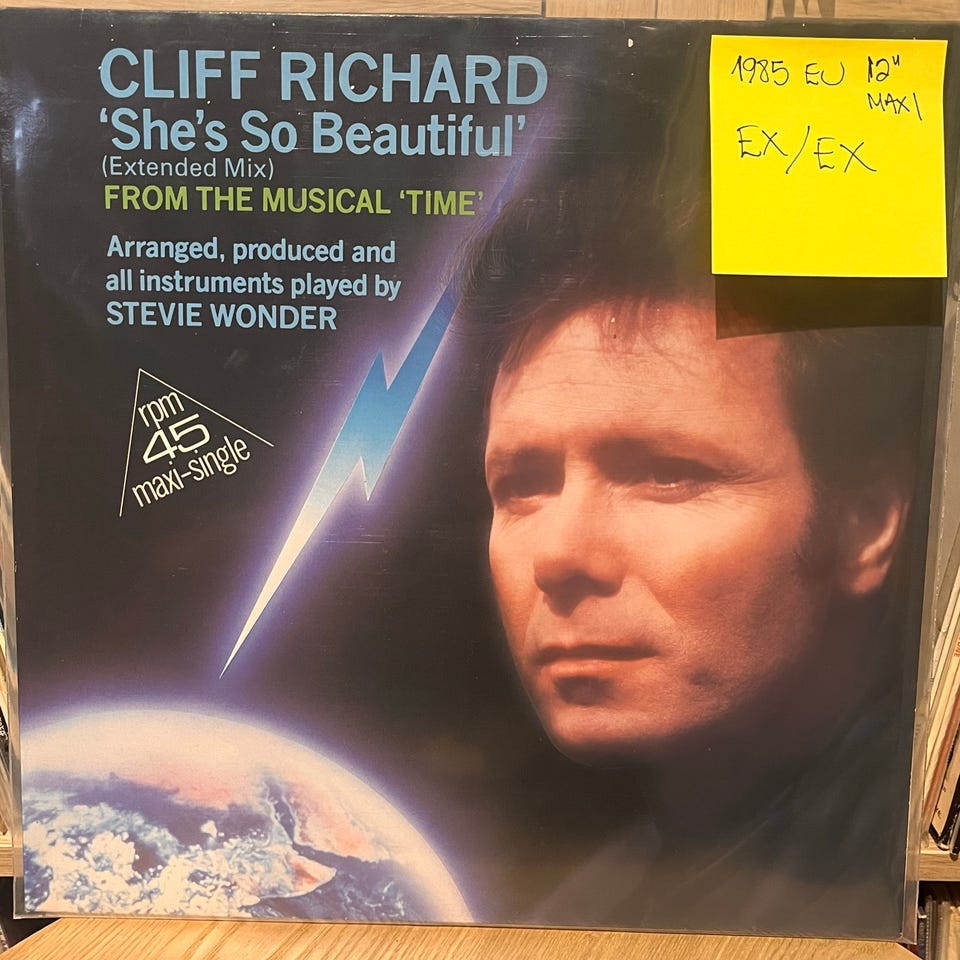 CLIFF RICHARD
‘She’s So Beautiful’
(Extended Mix)
FROM THE MUSICAL ‘TIME’
Arranged, produced and
all instruments played by
STEVIE WONDER
rpm
45
maxi-single
1985 EU 12"
MAXI
EX/EX